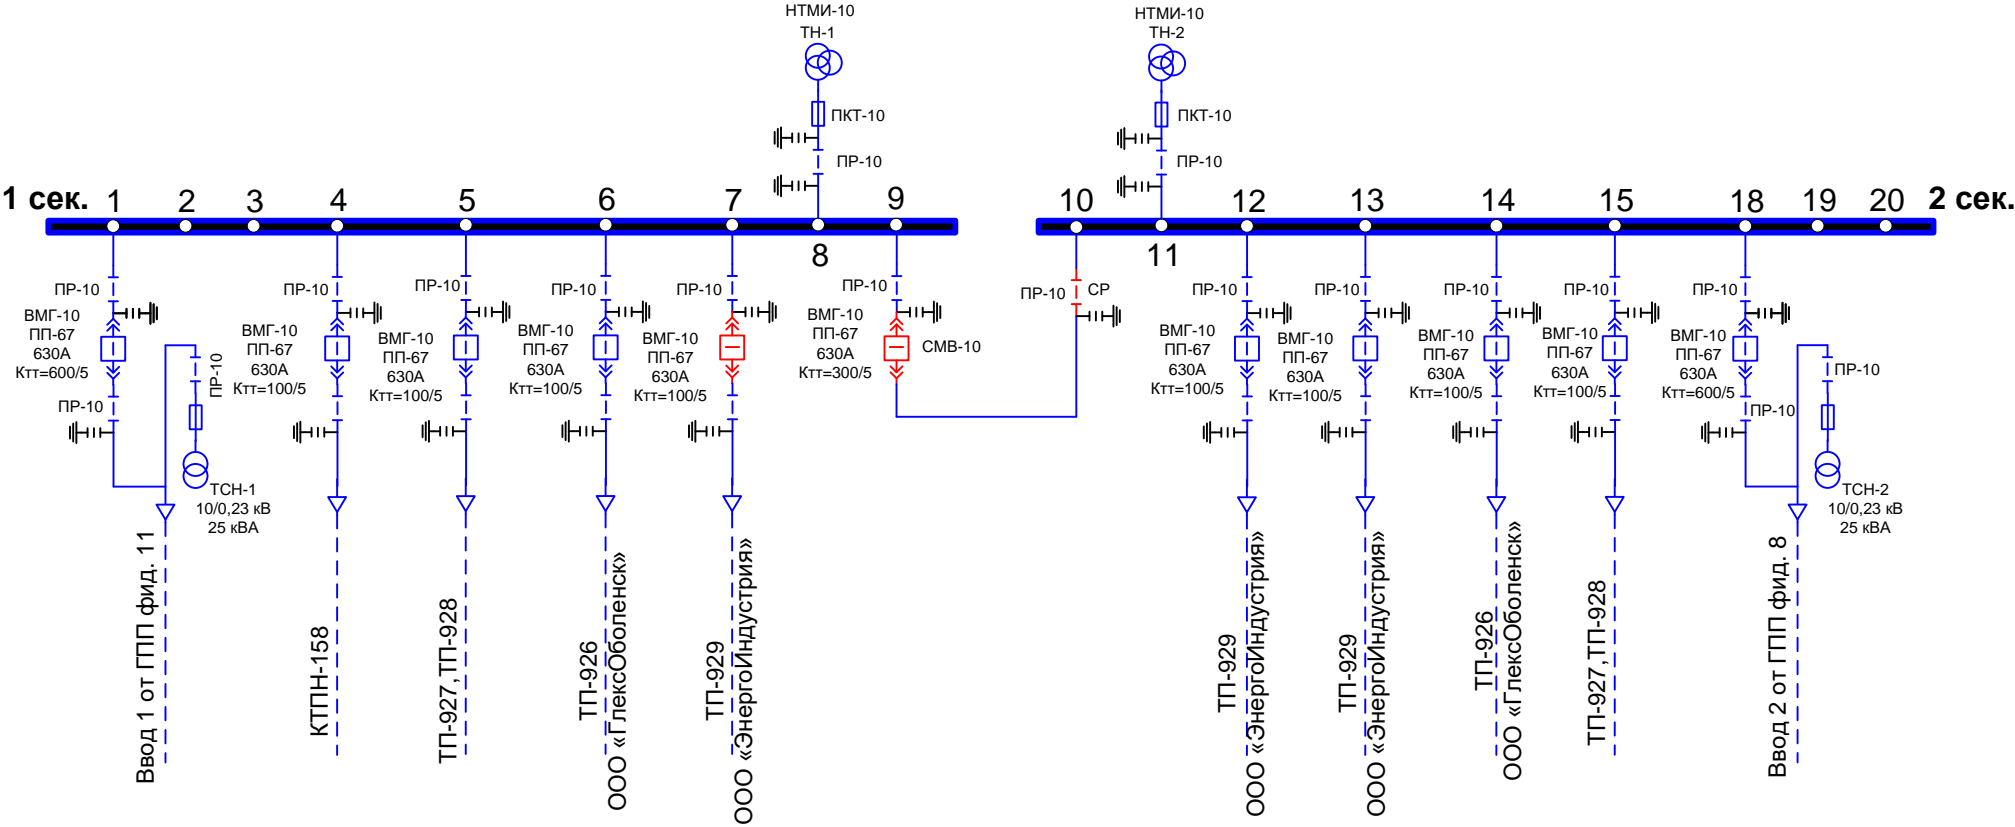 НТМИ-10
ТН-1
НТМИ-10
ТН-2
ПКТ-10
ПКТ-10
ПР-10
ПР-10
1 сек.
1
2
3
4
5
6
7
9
10
12
13
14
15
18
19
20
2 сек.
8
11
ПР-10
ВМГ-10
ПП-67
630А
Ктт=600/5
ПР-10
ПР-10
ТСН-1
10/0,23 кВ
25 кВА
Ввод 1 от ГПП фид. 11
ПР-10
ВМГ-10
ПП-67
630А
Ктт=100/5
КТПН-158
ПР-10
ВМГ-10
ПП-67
630А
Ктт=100/5
ТП-927,ТП-928
ПР-10
ВМГ-10
ПП-67
630А
Ктт=100/5
ТП-926
ООО «ГлексОболенск»
ПР-10
ВМГ-10
ПП-67
630А
Ктт=100/5
ТП-929
ООО «ЭнергоИндустрия»
ПР-10
ВМГ-10
ПП-67
630А
Ктт=300/5
СМВ-10
ПР-10
СР
ПР-10
ВМГ-10
ПП-67
630А
Ктт=100/5
ТП-929
ООО «ЭнергоИндустрия»
ПР-10
ВМГ-10
ПП-67
630А
Ктт=100/5
ТП-929
ООО «ЭнергоИндустрия»
ПР-10
ВМГ-10
ПП-67
630А
Ктт=100/5
ТП-926
ООО «ГлексОболенск»
ПР-10
ВМГ-10
ПП-67
630А
Ктт=100/5
ТП-927,ТП-928
ПР-10
ВМГ-10
ПП-67
630А
Ктт=600/5
ПР-10
ПР-10
ТСН-2
10/0,23 кВ
25 кВА
Ввод 2 от ГПП фид. 8